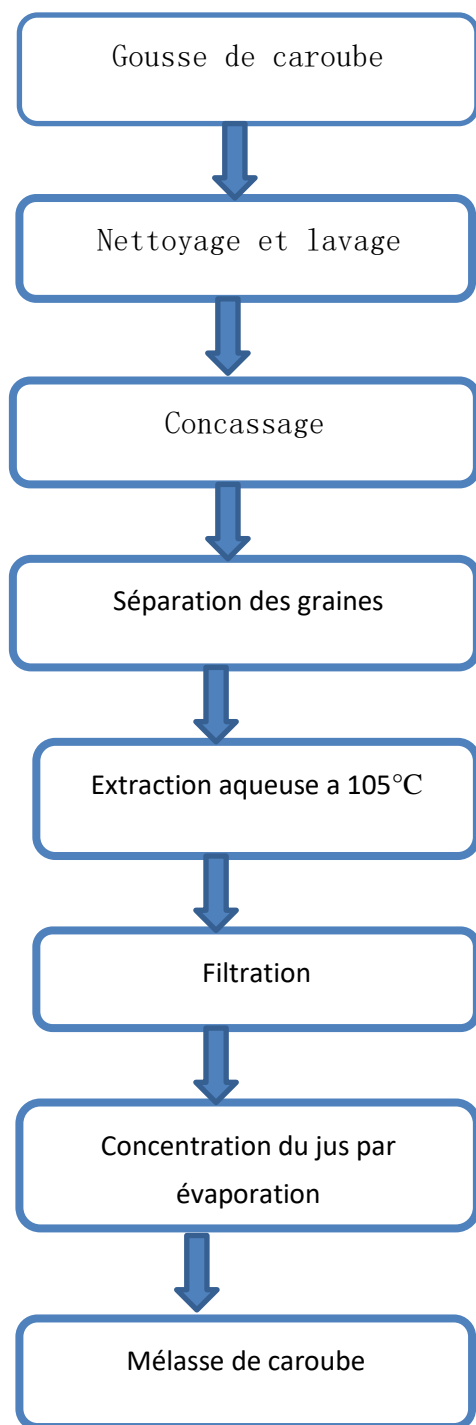 Gousse de caroube
Nettoyage et lavage
Concassage
Séparation des graines
Extraction aqueuse a 105°C
Filtration
Concentration du jus par
évaporation
Mélasse de caroube